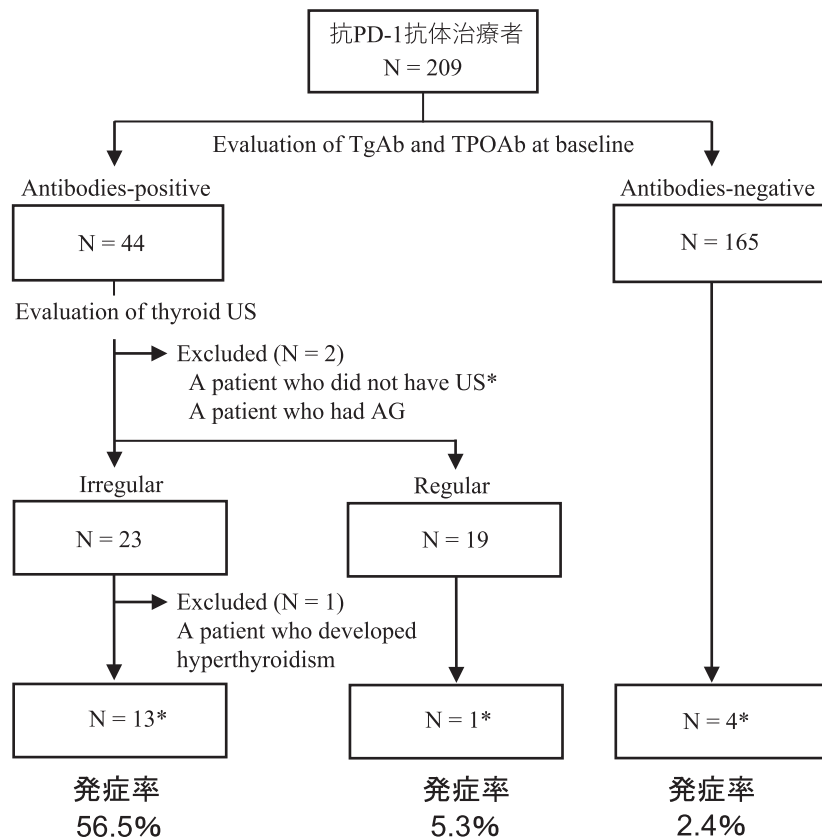 抗PD-1抗体治療者
N = 209
Evaluation of TgAb and TPOAb at baseline
Antibodies-positive
Antibodies-negative
N = 44
N = 165
Evaluation of thyroid US
Excluded (N = 2)
A patient who did not have US*
A patient who had AG
Irregular
Regular
N = 23
N = 19
Excluded (N = 1)
A patient who developed
hyperthyroidism
N = 13*
N = 1*
N = 4*
発症率
56.5%
発症率
5.3%
発症率
2.4%